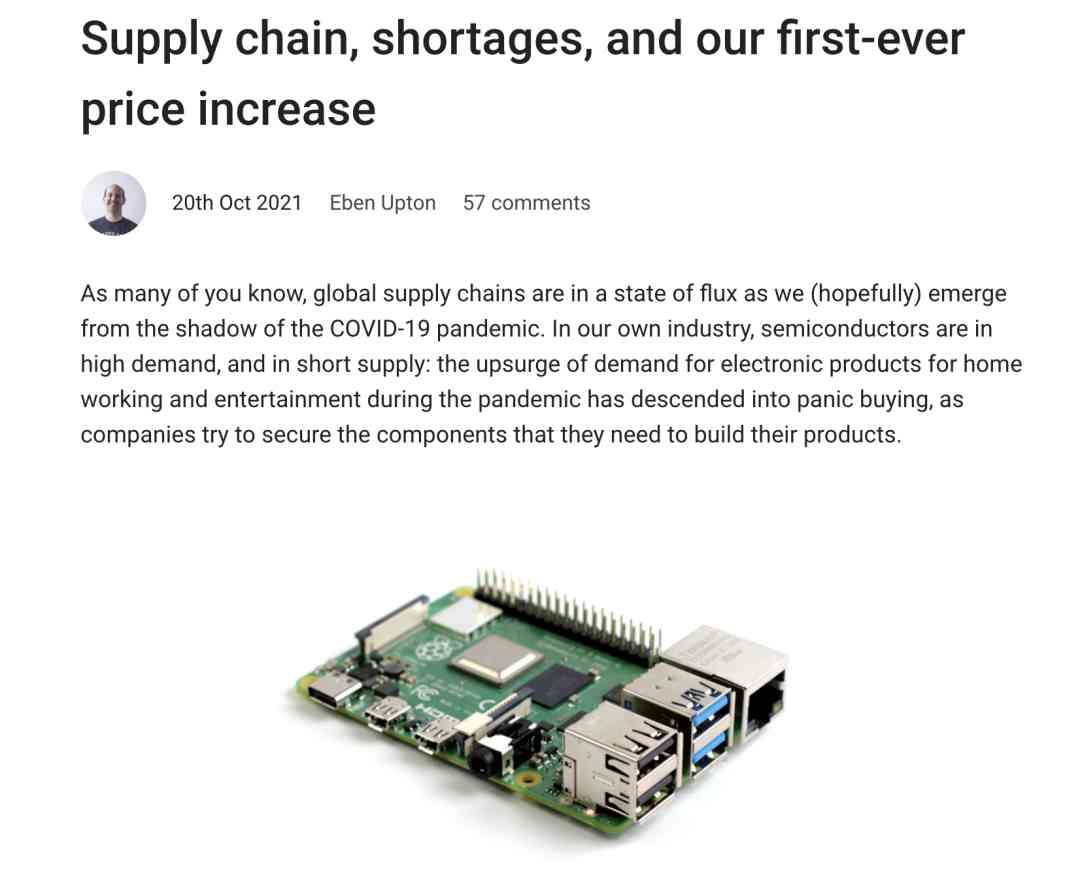 Supply chain, shortages, and our first-ever
price increase
20th Oct 2021 Eben Upton 57 comments
As many of you know, global supply chains are in a state of flux as we (hopefully) emerge
from the shadow of the COVID-19 pandemic. In our own industry, semiconductors are in
high demand, and in short supply: the upsurge of demand for electronic products for home
working and entertainment during the pandemic has descended into panic buying, as
companies try to secure the components that they need to build their products.
FC
HDMI